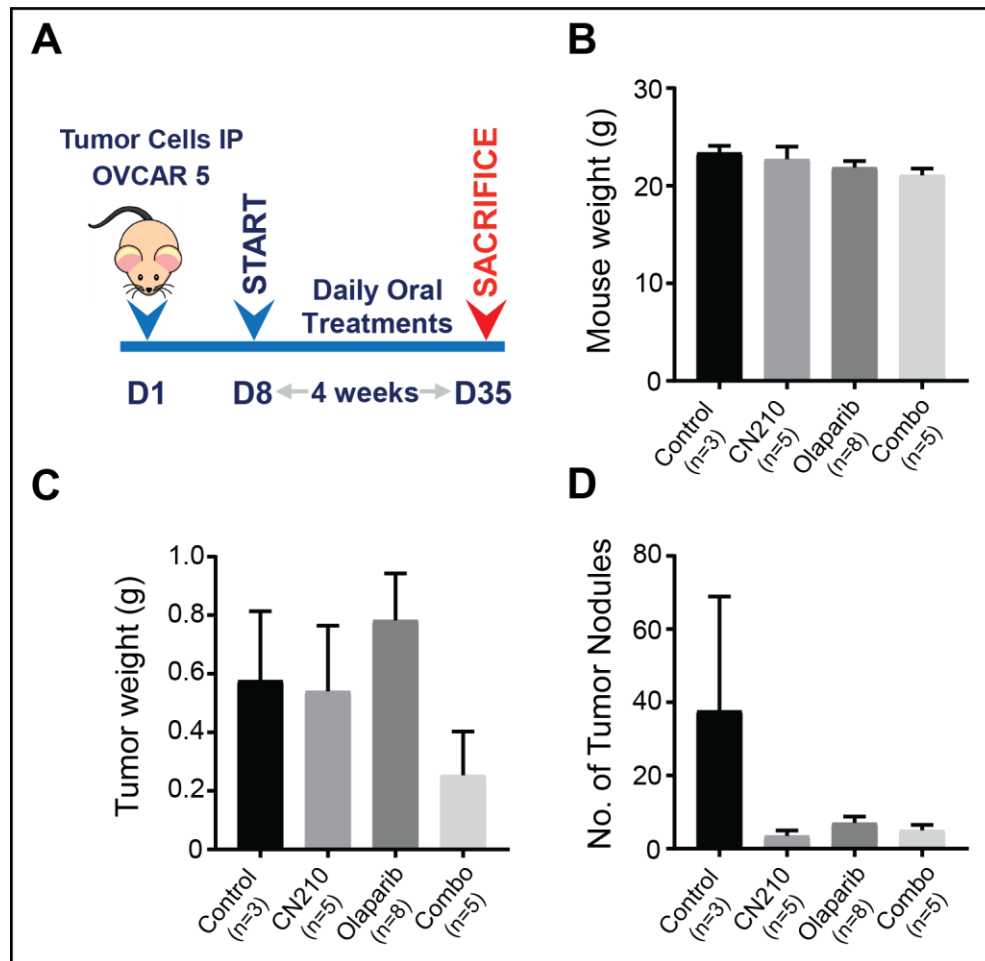 A
Tumor Cells IP
OVCAR 5
START
Daily Oral
Treatments
SACRIFICE
D1
D8
4 weeks
D35
B
Mouse weight (g)
30
20
10
0
Control
(n=3)
CN210
(n=5)
Olaparib
(n=8)
Combo
(n=5)
C
Tumor weight (g)
1.0
0.8
0.6
0.4
0.2
0
Control
(n=3)
CN210
(n=5)
Olaparib
(n=8)
Combo
(n=5)
D
No. of Tumor Nodules
80
60
40
20
0
Control
(n=3)
CN210
(n=5)
Olaparib
(n=8)
Combo
(n=5)